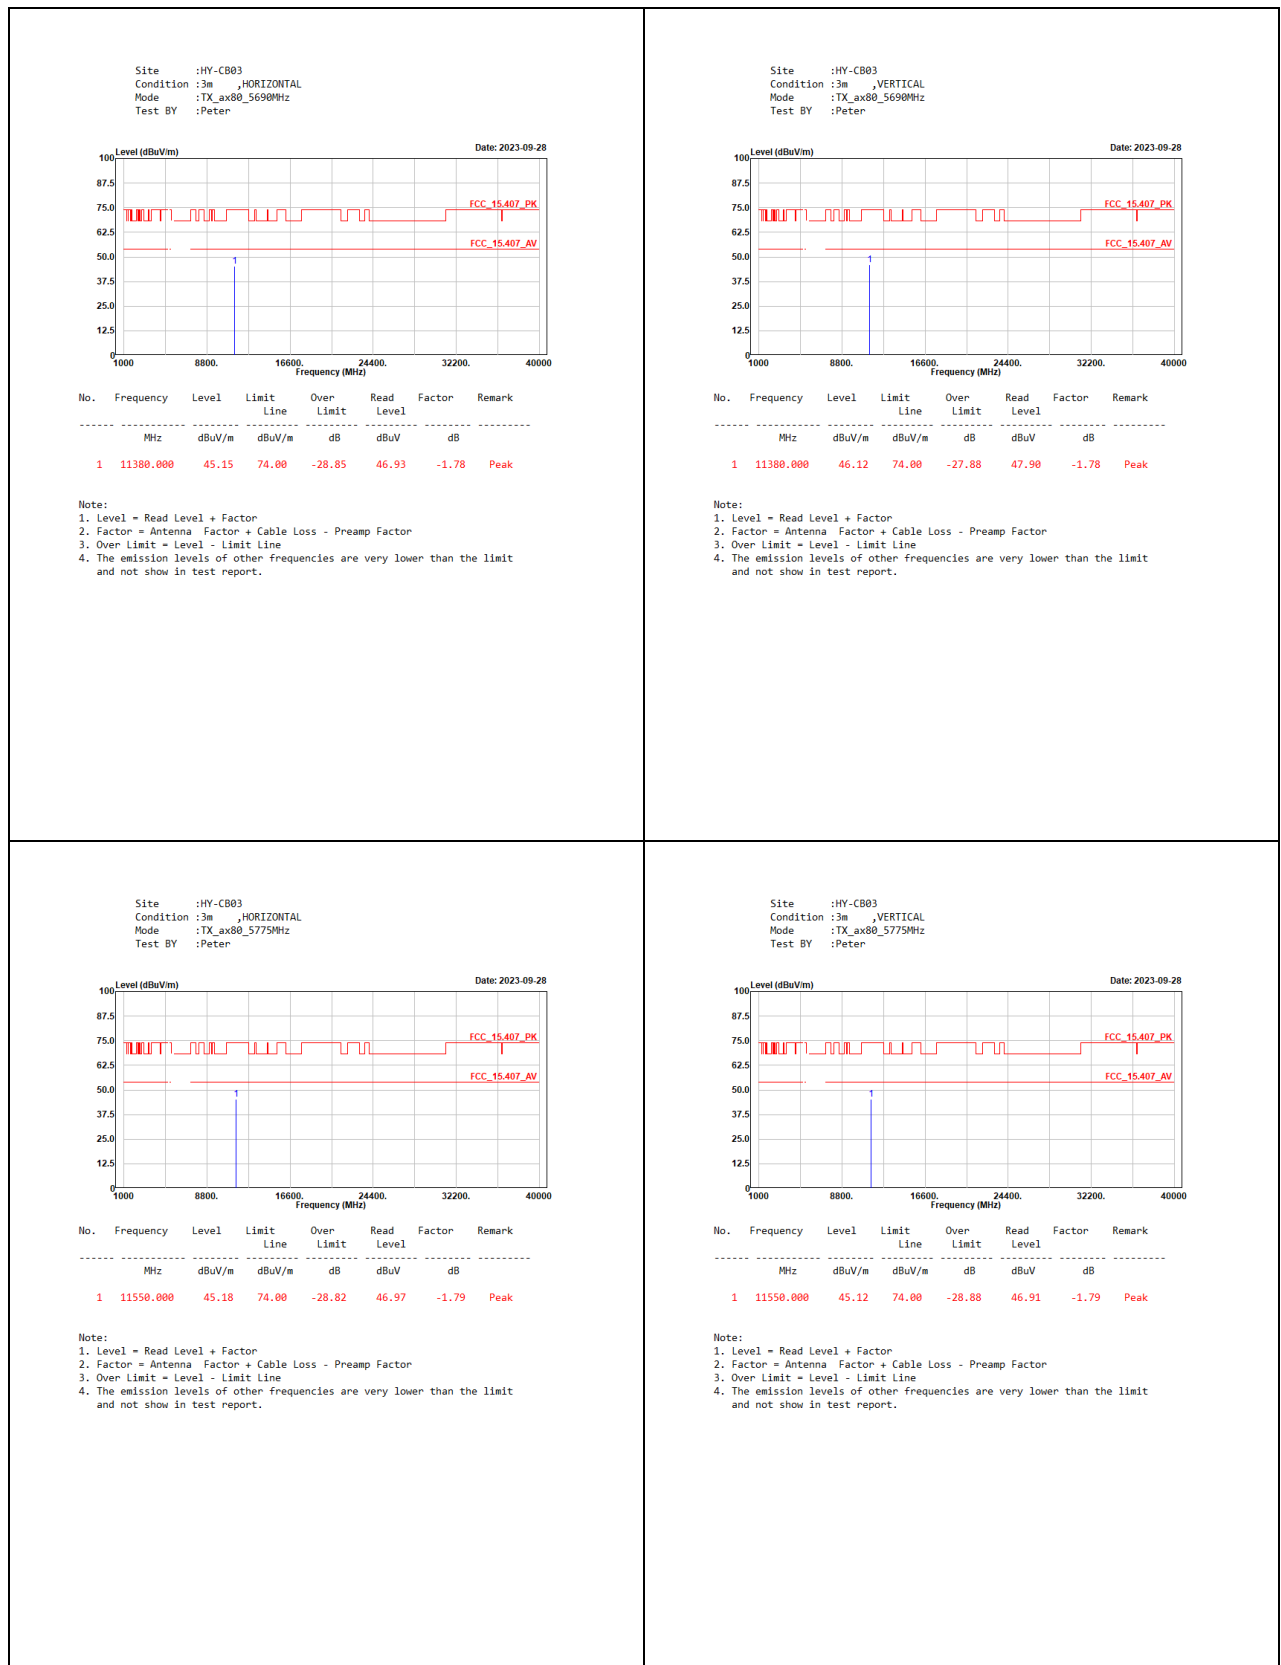 Site      :HY-CB03
Condition :3m    ,HORIZONTAL
Mode      :TX_ax80_5690MHz
Test BY   :Peter
Level (dBuV/m)
Date: 2023-09-28
100
87.5
75.0
62.5
50.0
37.5
25.0
12.5
0
FCC_15.407_PK
FCC_15.407_AV
1
1000 8800. 16600. 24400. 32200. 40000
Frequency (MHz)
No. Frequency Level Limit Over Read Factor Remark
Line Limit Level
------ ----------- -------- --------- --------- --------- -------- ---------
MHz dBuV/m dBuV/m dB dBuV dB
1 11380.000 45.15 74.00 -28.85 46.93 -1.78 Peak
Note:
1. Level = Read Level + Factor
2. Factor = Antenna  Factor + Cable Loss - Preamp Factor
3. Over Limit = Level - Limit Line
4. The emission levels of other frequencies are very lower than the limit
and not show in test report.
Site      :HY-CB03
Condition :3m    ,VERTICAL
Mode      :TX_ax80_5690MHz
Test BY   :Peter
Level (dBuV/m)
Date: 2023-09-28
100
87.5
75.0
62.5
50.0
37.5
25.0
12.5
0
FCC_15.407_PK
FCC_15.407_AV
1
1000 8800. 16600. 24400. 32200. 40000
Frequency (MHz)
No. Frequency Level Limit Over Read Factor Remark
Line Limit Level
------ ----------- -------- --------- --------- --------- -------- ---------
MHz dBuV/m dBuV/m dB dBuV dB
1 11380.000 46.12 74.00 -27.88 47.90 -1.78 Peak
Note:
1. Level = Read Level + Factor
2. Factor = Antenna  Factor + Cable Loss - Preamp Factor
3. Over Limit = Level - Limit Line
4. The emission levels of other frequencies are very lower than the limit
and not show in test report.
Site      :HY-CB03
Condition :3m    ,HORIZONTAL
Mode      :TX_ax80_5775MHz
Test BY   :Peter
Level (dBuV/m)
Date: 2023-09-28
100
87.5
75.0
62.5
50.0
37.5
25.0
12.5
0
FCC_15.407_PK
FCC_15.407_AV
1
1000 8800. 16600. 24400. 32200. 40000
Frequency (MHz)
No. Frequency Level Limit Over Read Factor Remark
Line Limit Level
------ ----------- -------- --------- --------- --------- -------- ---------
MHz dBuV/m dBuV/m dB dBuV dB
1 11550.000 45.18 74.00 -28.82 46.97 -1.79 Peak
Note:
1. Level = Read Level + Factor
2. Factor = Antenna  Factor + Cable Loss - Preamp Factor
3. Over Limit = Level - Limit Line
4. The emission levels of other frequencies are very lower than the limit
and not show in test report.
Site      :HY-CB03
Condition :3m    ,VERTICAL
Mode      :TX_ax80_5775MHz
Test BY   :Peter
Level (dBuV/m)
Date: 2023-09-28
100
87.5
75.0
62.5
50.0
37.5
25.0
12.5
0
FCC_15.407_PK
FCC_15.407_AV
1
1000 8800. 16600. 24400. 32200. 40000
Frequency (MHz)
No. Frequency Level Limit Over Read Factor Remark
Line Limit Level
------ ----------- -------- --------- --------- --------- -------- ---------
MHz dBuV/m dBuV/m dB dBuV dB
1 11550.000 45.12 74.00 -28.88 46.91 -1.79 Peak
Note:
1. Level = Read Level + Factor
2. Factor = Antenna  Factor + Cable Loss - Preamp Factor
3. Over Limit = Level - Limit Line
4. The emission levels of other frequencies are very lower than the limit
and not show in test report.